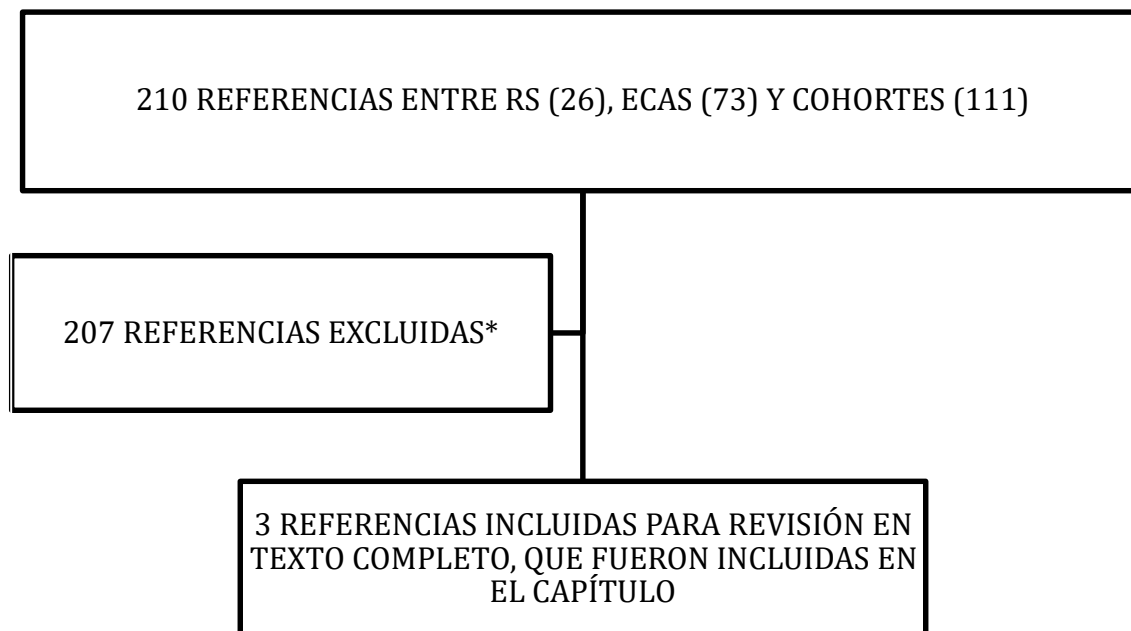 210 REFERENCIAS ENTRE RS (26), ECAS (73) Y COHORTES (111)
207 REFERENCIAS EXCLUIDAS*
3 REFERENCIAS INCLUIDAS PARA REVISIÓN EN
TEXTO COMPLETO, QUE FUERON INCLUIDAS EN
EL CAPÍTULO